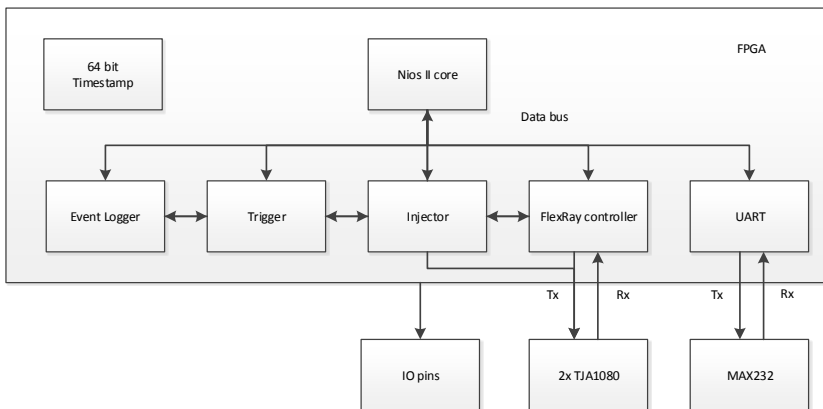 64 bit
Timestamp
Nios II core
FPGA
Data bus
Event Logger
Trigger
Injector
FlexRay controller
UART
Tx
Rx
Tx
Rx
IO pins
2x TJA1080
MAX232